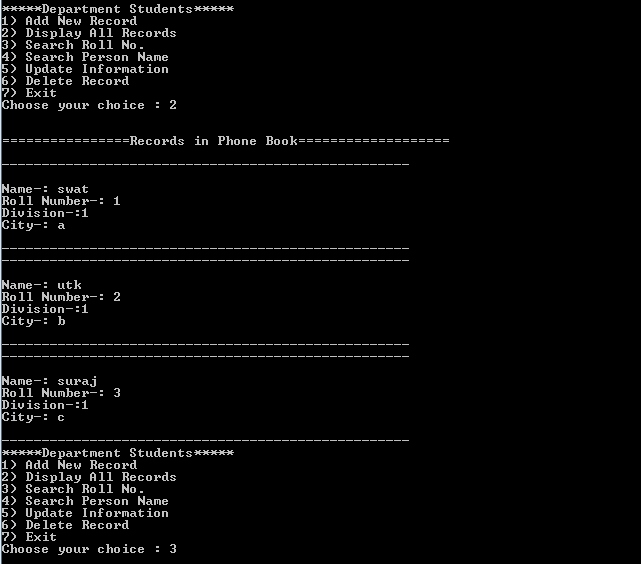 *****Department Students*****
1) Add New Record
2) Display All Records
3) Search Roll No.
4) Search Person Name
5) Update Information
6) Delete Record
7) Exit
Choose your choice : 2
================Records in Phone Book===================
---------------------------------------------------
Name-: swat
Roll Number-: 1
Division-:1
City-: a
---------------------------------------------------
---------------------------------------------------
Name-: utk
Roll Number-: 2
Division-:1
City-: b
---------------------------------------------------
---------------------------------------------------
Name-: suraj
Roll Number-: 3
Division-:1
City-: c
---------------------------------------------------
*****Department Students*****
1) Add New Record
2) Display All Records
3) Search Roll No.
4) Search Person Name
5) Update Information
6) Delete Record
7) Exit
Choose your choice : 3